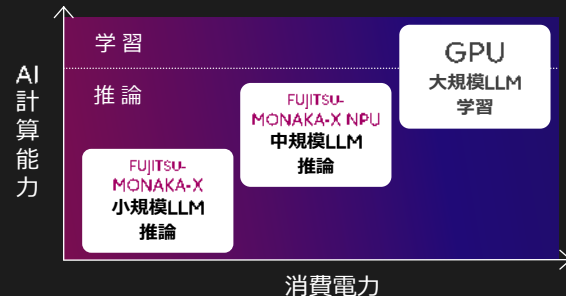 AI
計
算
能
力
学習
推論
GPU
大規模LLM
学習
FUJITSU-
MONAKA-X NPU
中規模LLM
推論
FUJITSU-
MONAKA-X
小規模LLM
推論
消費電力